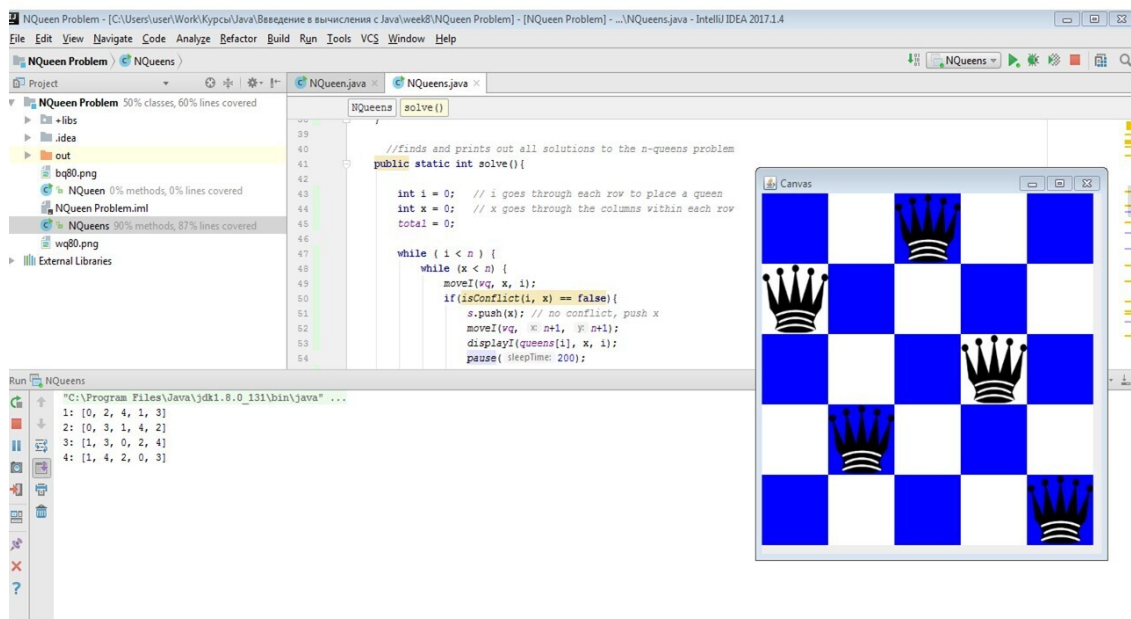 NQueen Problem - [C:\Users\user\Work\Курсы\Java\Введение в вычисления с Java\week8\NQueen Problem] - [NQueen Problem] - ...\NQueens.java - IntelliJ IDEA 2017.1.4
File Edit View Navigate Code Analyze Refactor Build Run Tools VCS Window Help
NQueen Problem NQueens
NQueens
Project
NQueen.java NQueens.java
NQueen Problem 50% classes, 60% lines covered
+libs
.idea
out
bq80.png
NQueen 0% methods, 0% lines covered
NQueen Problem.iml
NQueens 90% methods, 87% lines covered
wq80.png
External Libraries
NQueens solve()
38 }
39
40 //finds and prints out all solutions to the n-queens problem
41 public static int solve(){
42
43 int i = 0; // i goes through each row to place a queen
44 int x = 0; // x goes through the columns within each row
45 total = 0;
46
47 while ( i < n ) {
48 while (x < n) {
49 moveI(wq, x, i);
50 if(isConflict(i, x) == false){
51 s.push(x); // no conflict, push x
52 moveI(wq, x: n+1, y: n+1);
53 displayI(queens[i], x, i);
54 pause( sleepTime: 200);
Canvas
Run NQueens
"C:\Program Files\Java\jdk1.8.0_131\bin\java" ...
1: [0, 2, 4, 1, 3]
2: [0, 3, 1, 4, 2]
3: [1, 3, 0, 2, 4]
4: [1, 4, 2, 0, 3]